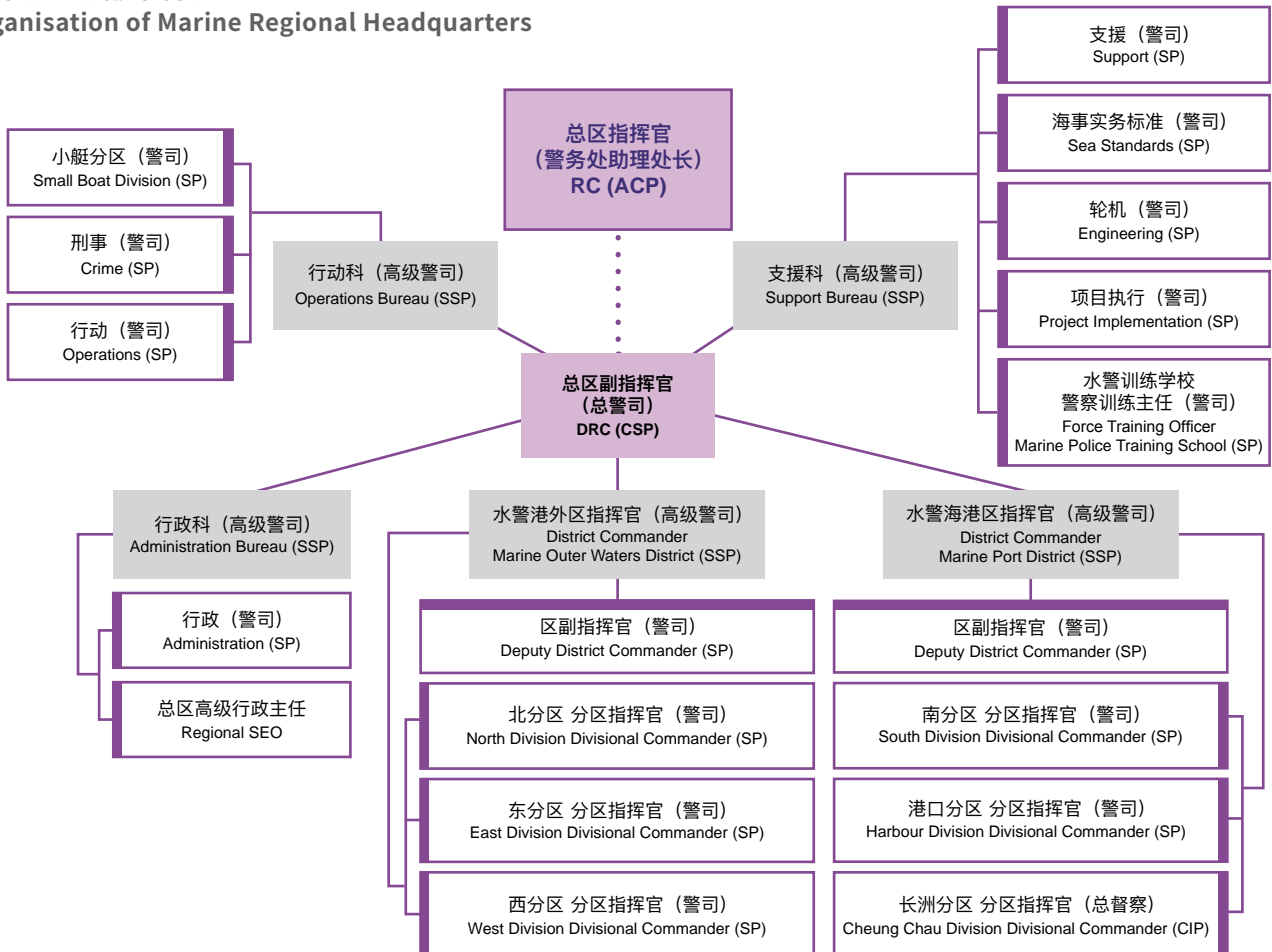 ganisation of Marine Regional Headquarters
总区指挥官
（警务处助理处长）
RC (ACP)
小艇分区（警司）
Small Boat Division (SP)
刑事（警司）
Crime (SP)
行动（警司）
Operations (SP)
行动科（高级警司）
Operations Bureau (SSP)
支援科（高级警司）
Support Bureau (SSP)
支援（警司）
Support (SP)
海事实务标准（警司）
Sea Standards (SP)
轮机（警司）
Engineering (SP)
项目执行（警司）
Project Implementation (SP)
水警训练学校
警察训练主任（警司）
Force Training Officer
Marine Police Training School (SP)
总区副指挥官
（总警司）
DRC (CSP)
行政科（高级警司）
Administration Bureau (SSP)
行政（警司）
Administration (SP)
总区高级行政主任
Regional SEO
水警港外区指挥官（高级警司）
District Commander
Marine Outer Waters District (SSP)
区副指挥官（警司）
Deputy District Commander (SP)
北分区 分区指挥官（警司）
North Division Divisional Commander (SP)
东分区 分区指挥官（警司）
East Division Divisional Commander (SP)
西分区 分区指挥官（警司）
West Division Divisional Commander (SP)
水警海港区指挥官（高级警司）
District Commander
Marine Port District (SSP)
区副指挥官（警司）
Deputy District Commander (SP)
南分区 分区指挥官（警司）
South Division Divisional Commander (SP)
港口分区 分区指挥官（警司）
Harbour Division Divisional Commander (SP)
长洲分区 分区指挥官（总督察）
Cheung Chau Division Divisional Commander (CIP)